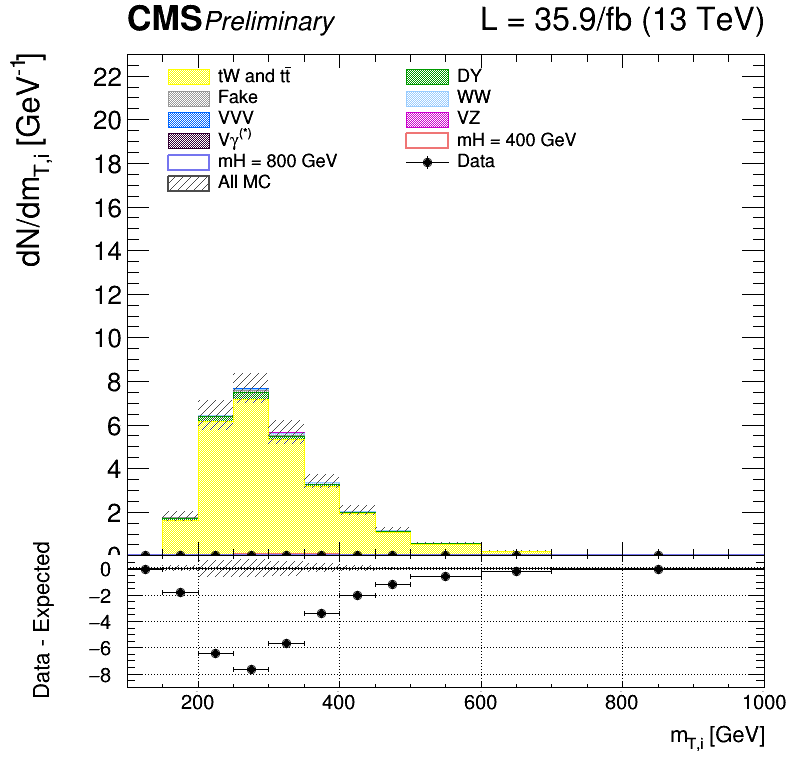 CMS Preliminary L = 35.9/fb (13 TeV)
dN/dm_T,i [GeV^-1]
22
20
18
16
14
12
10
8
6
4
2
0
tW and tt̄
Fake
VVV
Vγ^(*)
mH = 800 GeV
All MC
DY
WW
VZ
mH = 400 GeV
Data
Data - Expected
0
−2
−4
−6
−8
200 400 600 800 1000
m_T,i [GeV]